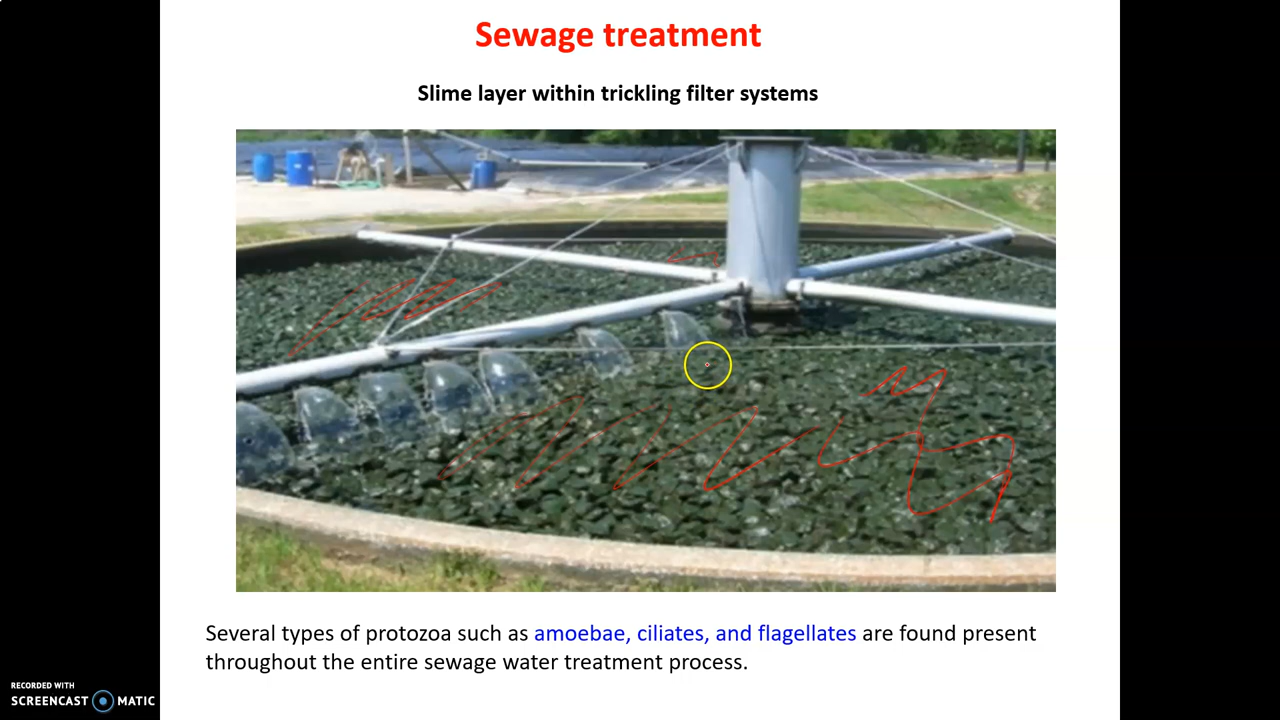 Sewage treatment
Slime layer within trickling filter systems
Several types of protozoa such as amoebae, ciliates, and flagellates are found present
throughout the entire sewage water treatment process.
RECORDED WITH
SCREENCAST MATIC